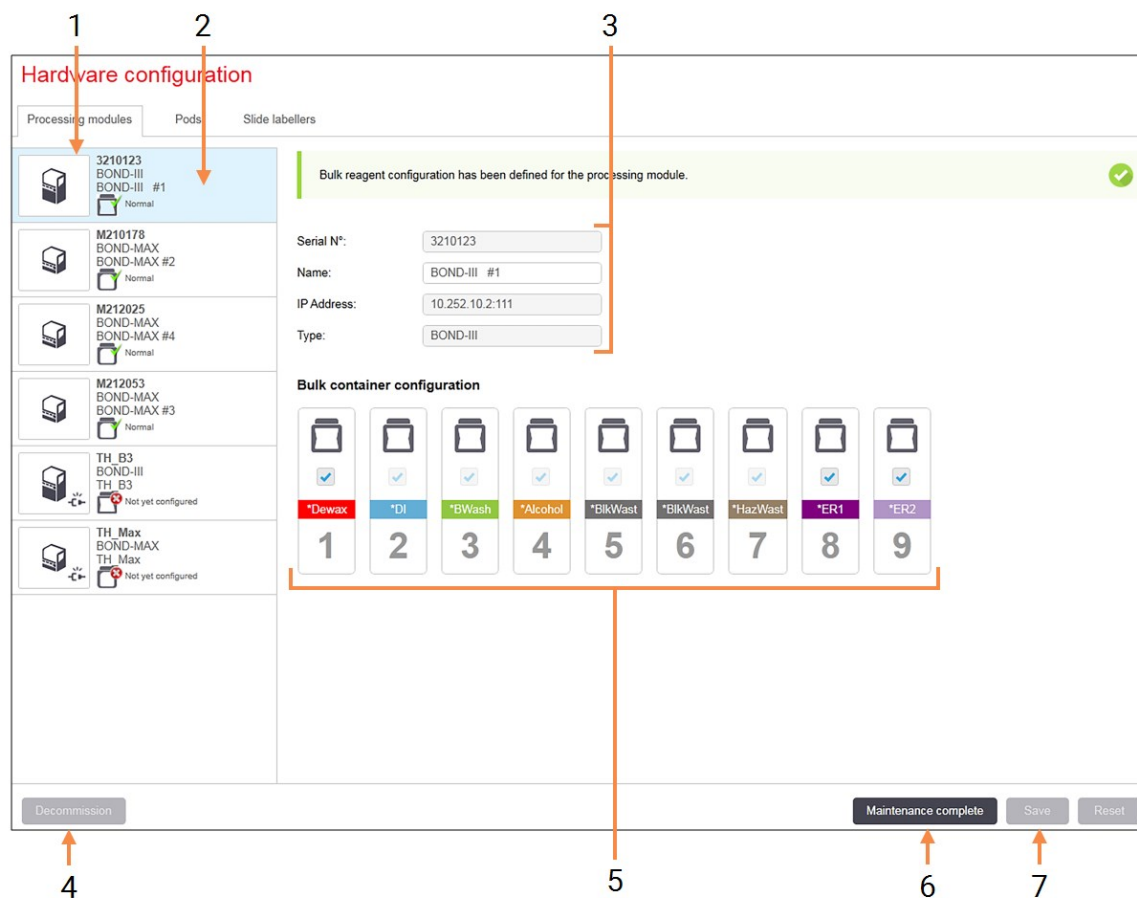 1 2 3
Hardware configuration
Processing modules Pods Slide labellers
3210123
BOND-III
BOND-III #1
Normal
M210178
BOND-MAX
BOND-MAX #2
Normal
M212025
BOND-MAX
BOND-MAX #4
Normal
M212053
BOND-MAX
BOND-MAX #3
Normal
TH_B3
BOND-III
TH_B3
Not yet configured
TH_Max
BOND-MAX
TH_Max
Not yet configured
Bulk reagent configuration has been defined for the processing module.
Serial N°: 3210123
Name: BOND-III #1
IP Address: 10.252.10.2:111
Type: BOND-III
Bulk container configuration
*Dewax *DI *BWash *Alcohol *BlkWast *BlkWast *HazWast *ER1 *ER2
1 2 3 4 5 6 7 8 9
Decommission Maintenance complete Save Reset
4 5 6 7